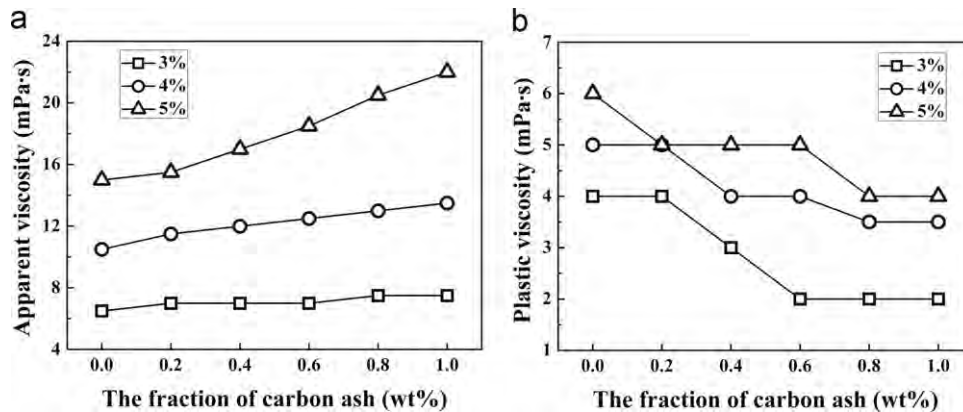 a
Apparent viscosity (mPa·s)
24
20
16
12
8
4
3%
4%
5%
0.0 0.2 0.4 0.6 0.8 1.0
The fraction of carbon ash (wt%)
b
Plastic viscosity (mPa·s)
7
6
5
4
3
2
1
3%
4%
5%
0.0 0.2 0.4 0.6 0.8 1.0
The fraction of carbon ash (wt%)